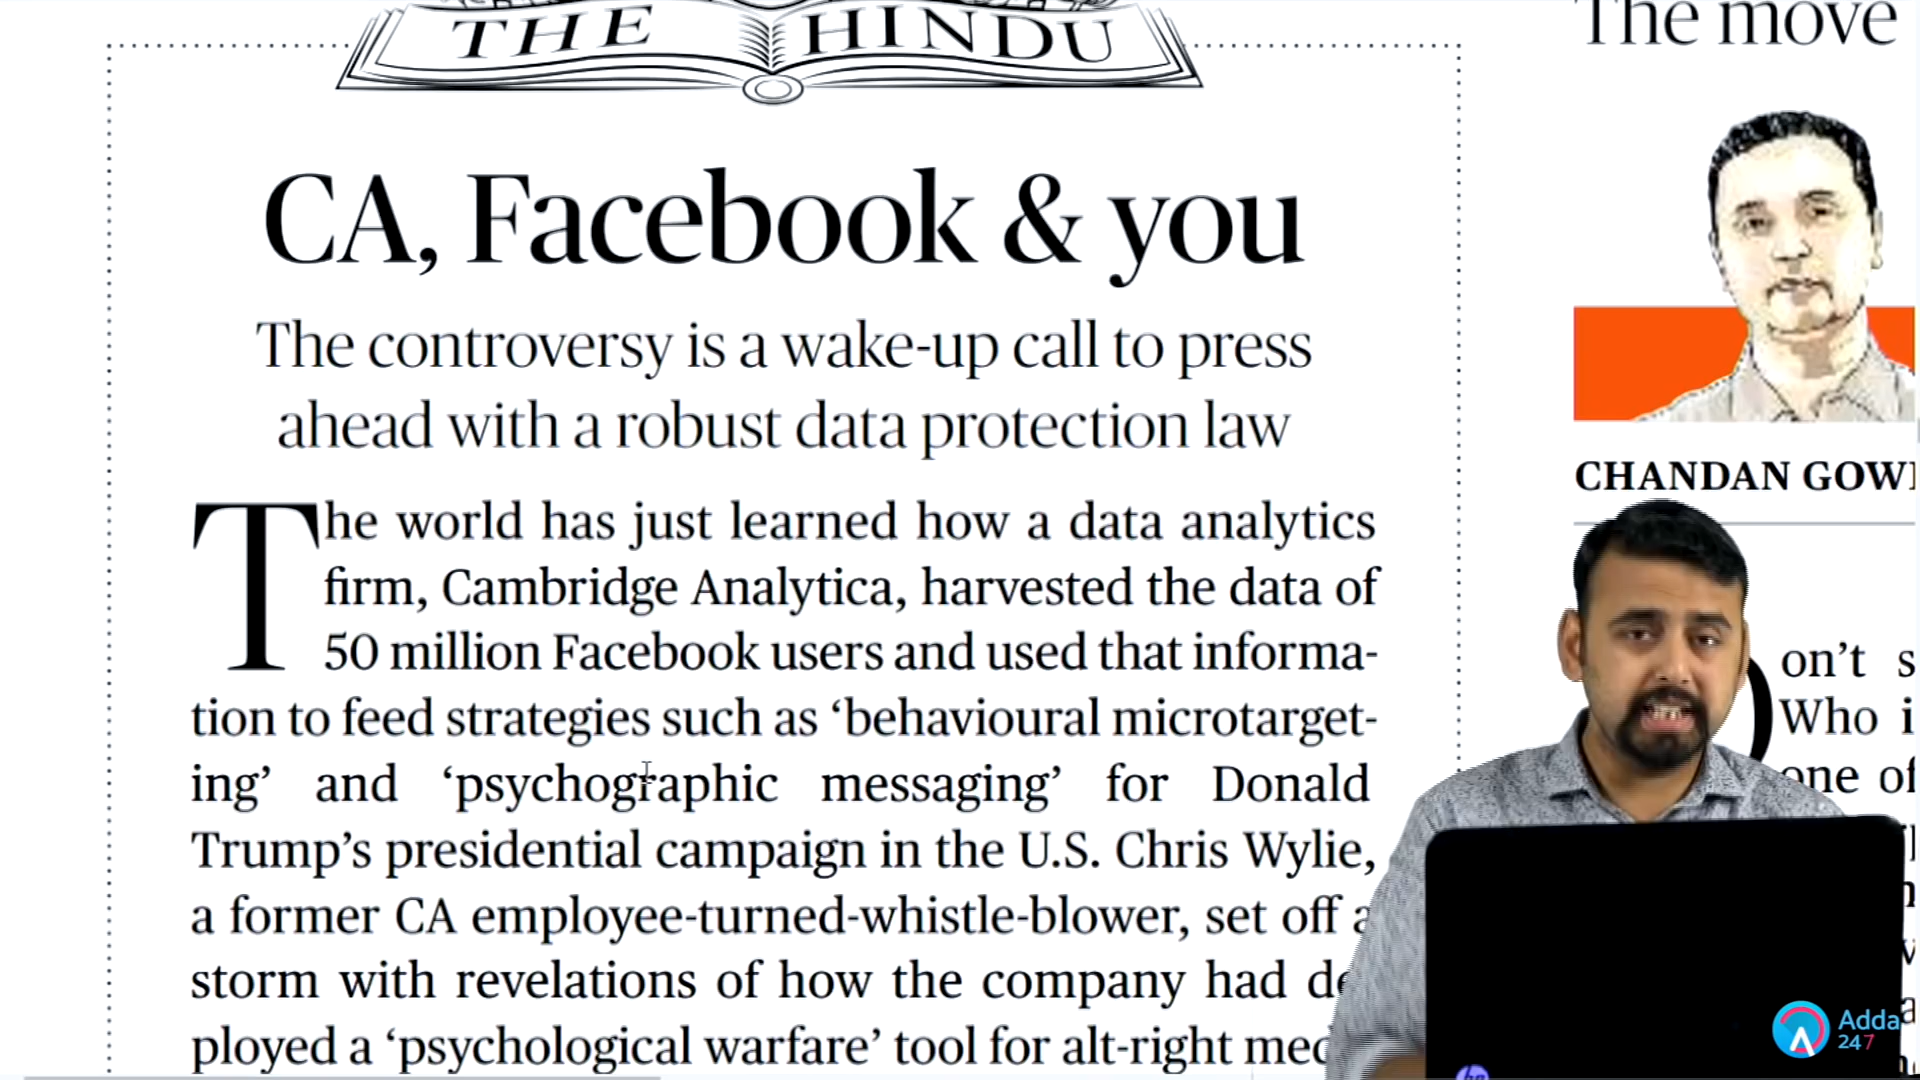 THE HINDU
CA, Facebook & you
The controversy is a wake-up call to press
ahead with a robust data protection law
The world has just learned how a data analytics
firm, Cambridge Analytica, harvested the data of
50 million Facebook users and used that informa-
tion to feed strategies such as ‘behavioural microtarget-
ing’ and ‘psychographic messaging’ for Donald
Trump’s presidential campaign in the U.S. Chris Wylie,
a former CA employee-turned-whistle-blower, set off a
storm with revelations of how the company had de
ployed a ‘psychological warfare’ tool for alt-right med
The move
CHANDAN GOW
on’t s
Who i
one of
hp
Adda
247